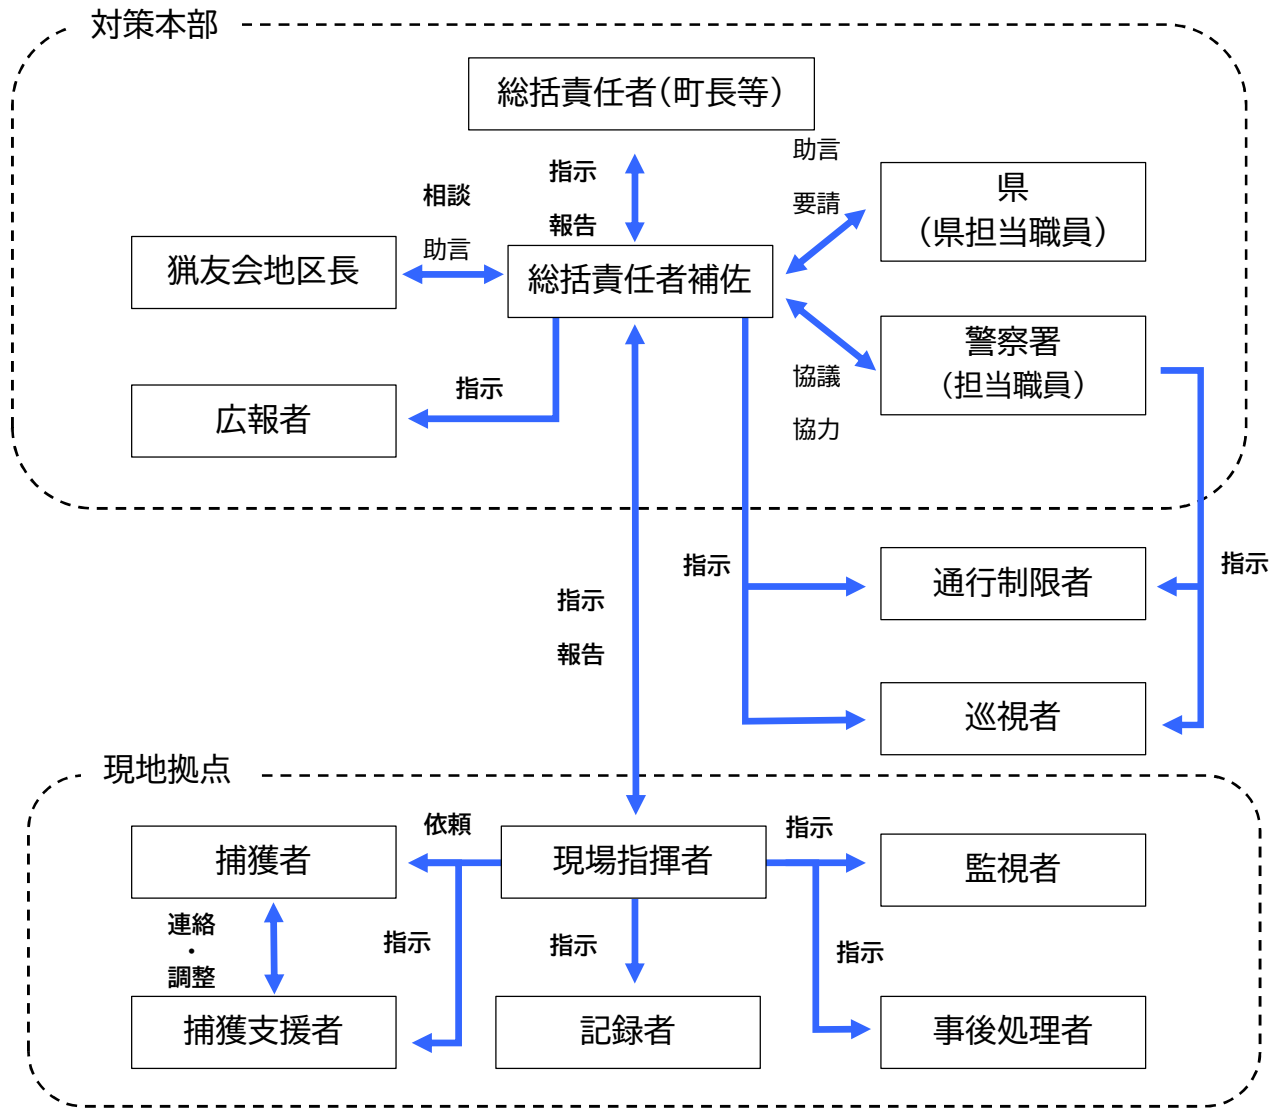 対策本部
総括責任者(町長等)
指示
報告
相談
助言
助言
要請
県
(県担当職員)
猟友会地区長
総括責任者補佐
警察署
(担当職員)
協議
協力
指示
広報者
指示
指示
通行制限者
指示
報告
巡視者
現地拠点
依頼
指示
捕獲者
現場指揮者
監視者
連絡
・
調整
指示
指示
指示
捕獲支援者
記録者
事後処理者